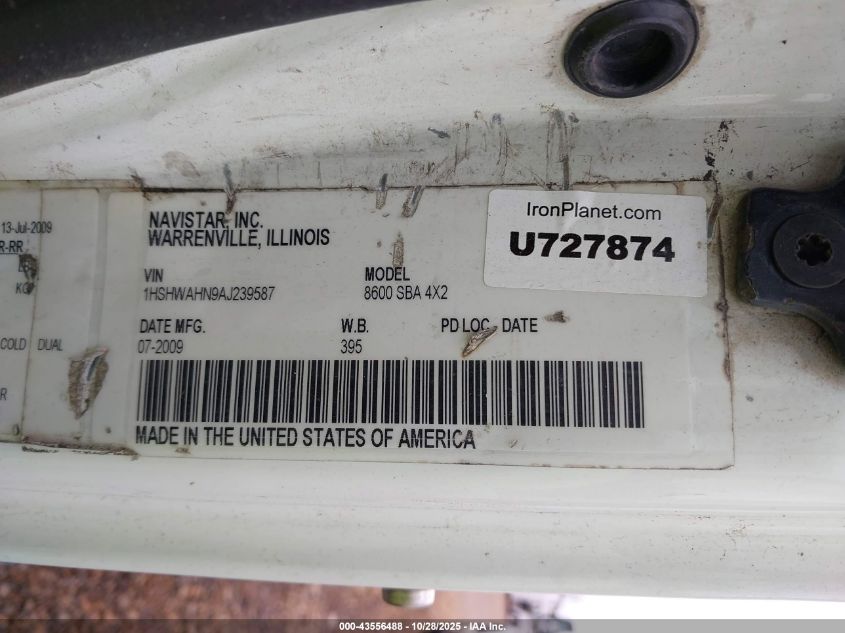 13-Jul-2009
R-RR
COLD DUAL
R
NAVISTAR, INC.
WARRENVILLE, ILLINOIS
VIN MODEL
1HSHWAHN9AJ239587 8600 SBA 4X2
DATE MFG. W.B. PD LOC. DATE
07-2009 395
MADE IN THE UNITED STATES OF AMERICA
IronPlanet.com
U727874
000-43556488 - 10/28/2025 - IAA Inc.